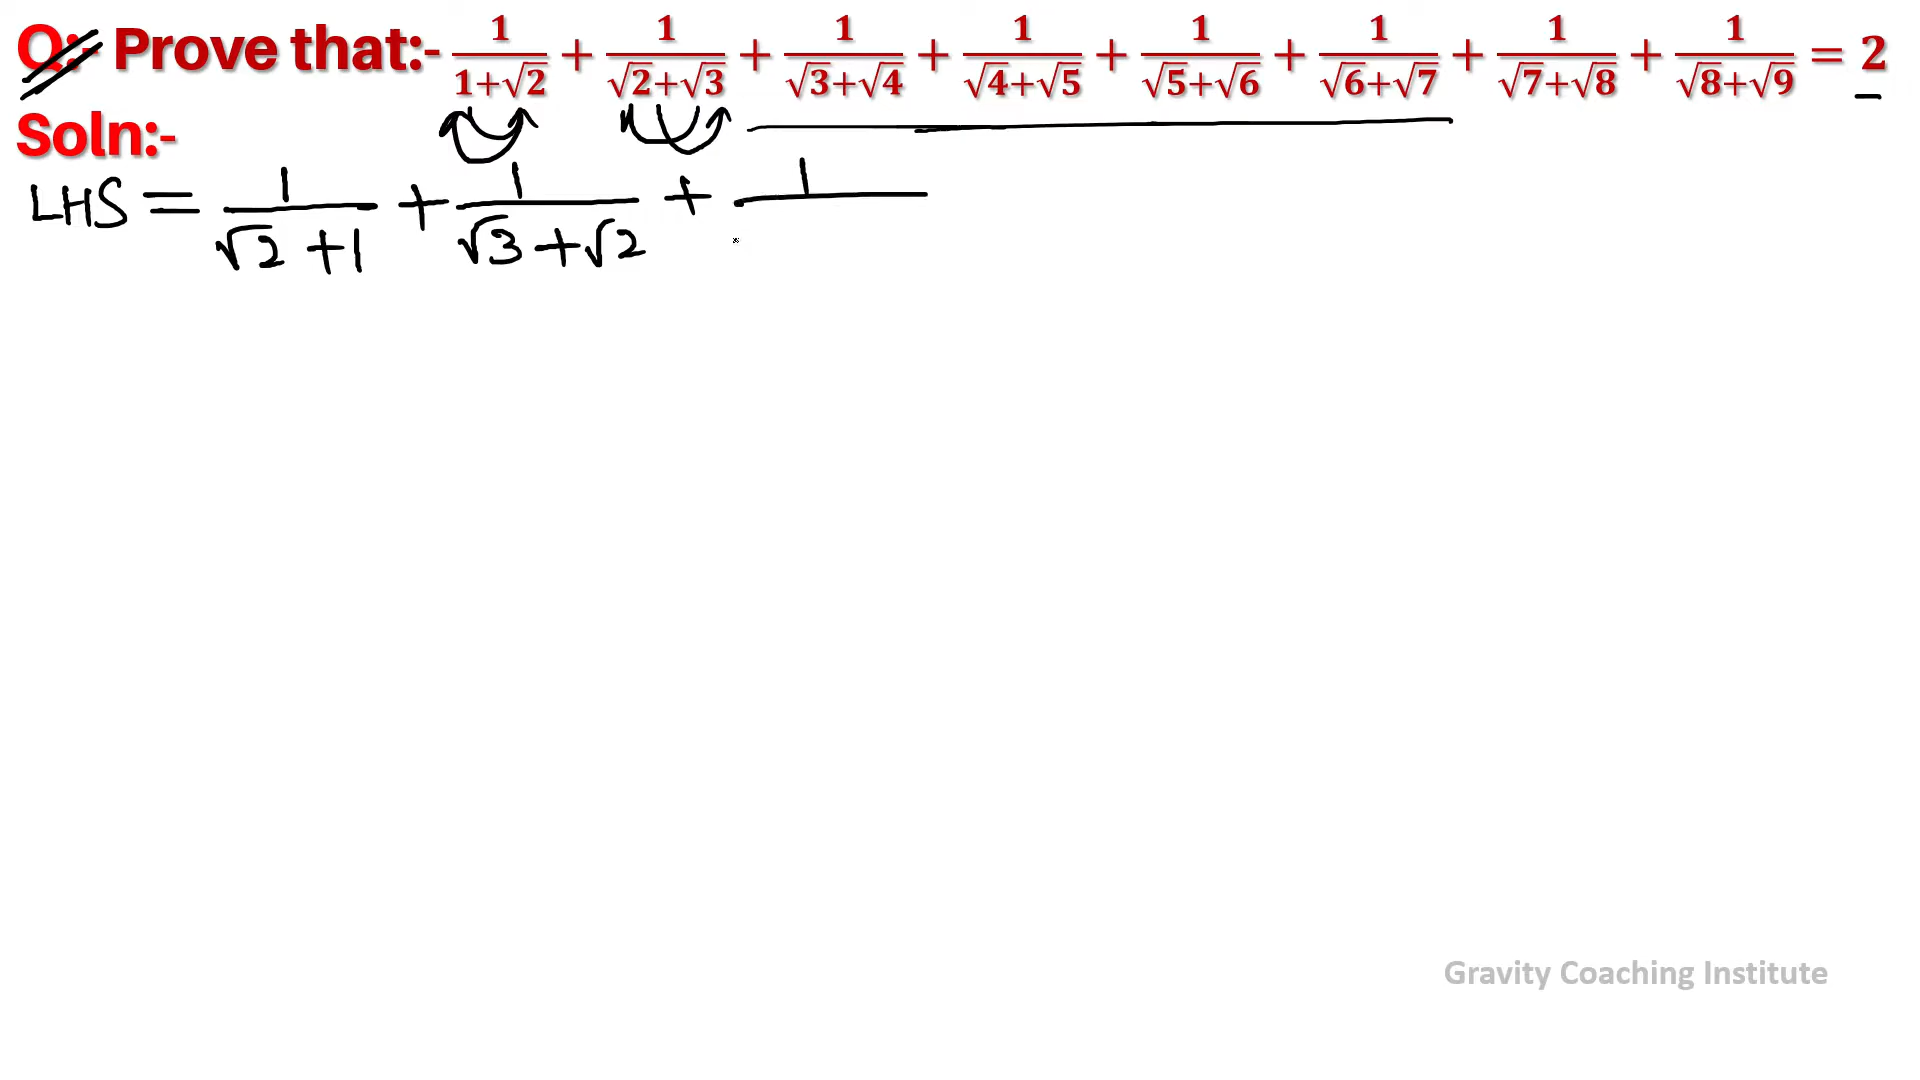 Q:- Prove that:- 1/(1+√2) + 1/(√2+√3) + 1/(√3+√4) + 1/(√4+√5) + 1/(√5+√6) + 1/(√6+√7) + 1/(√7+√8) + 1/(√8+√9) = 2
Soln:-
LHS = 1/(√2+1) + 1/(√3+√2) + 1/
Gravity Coaching Institute